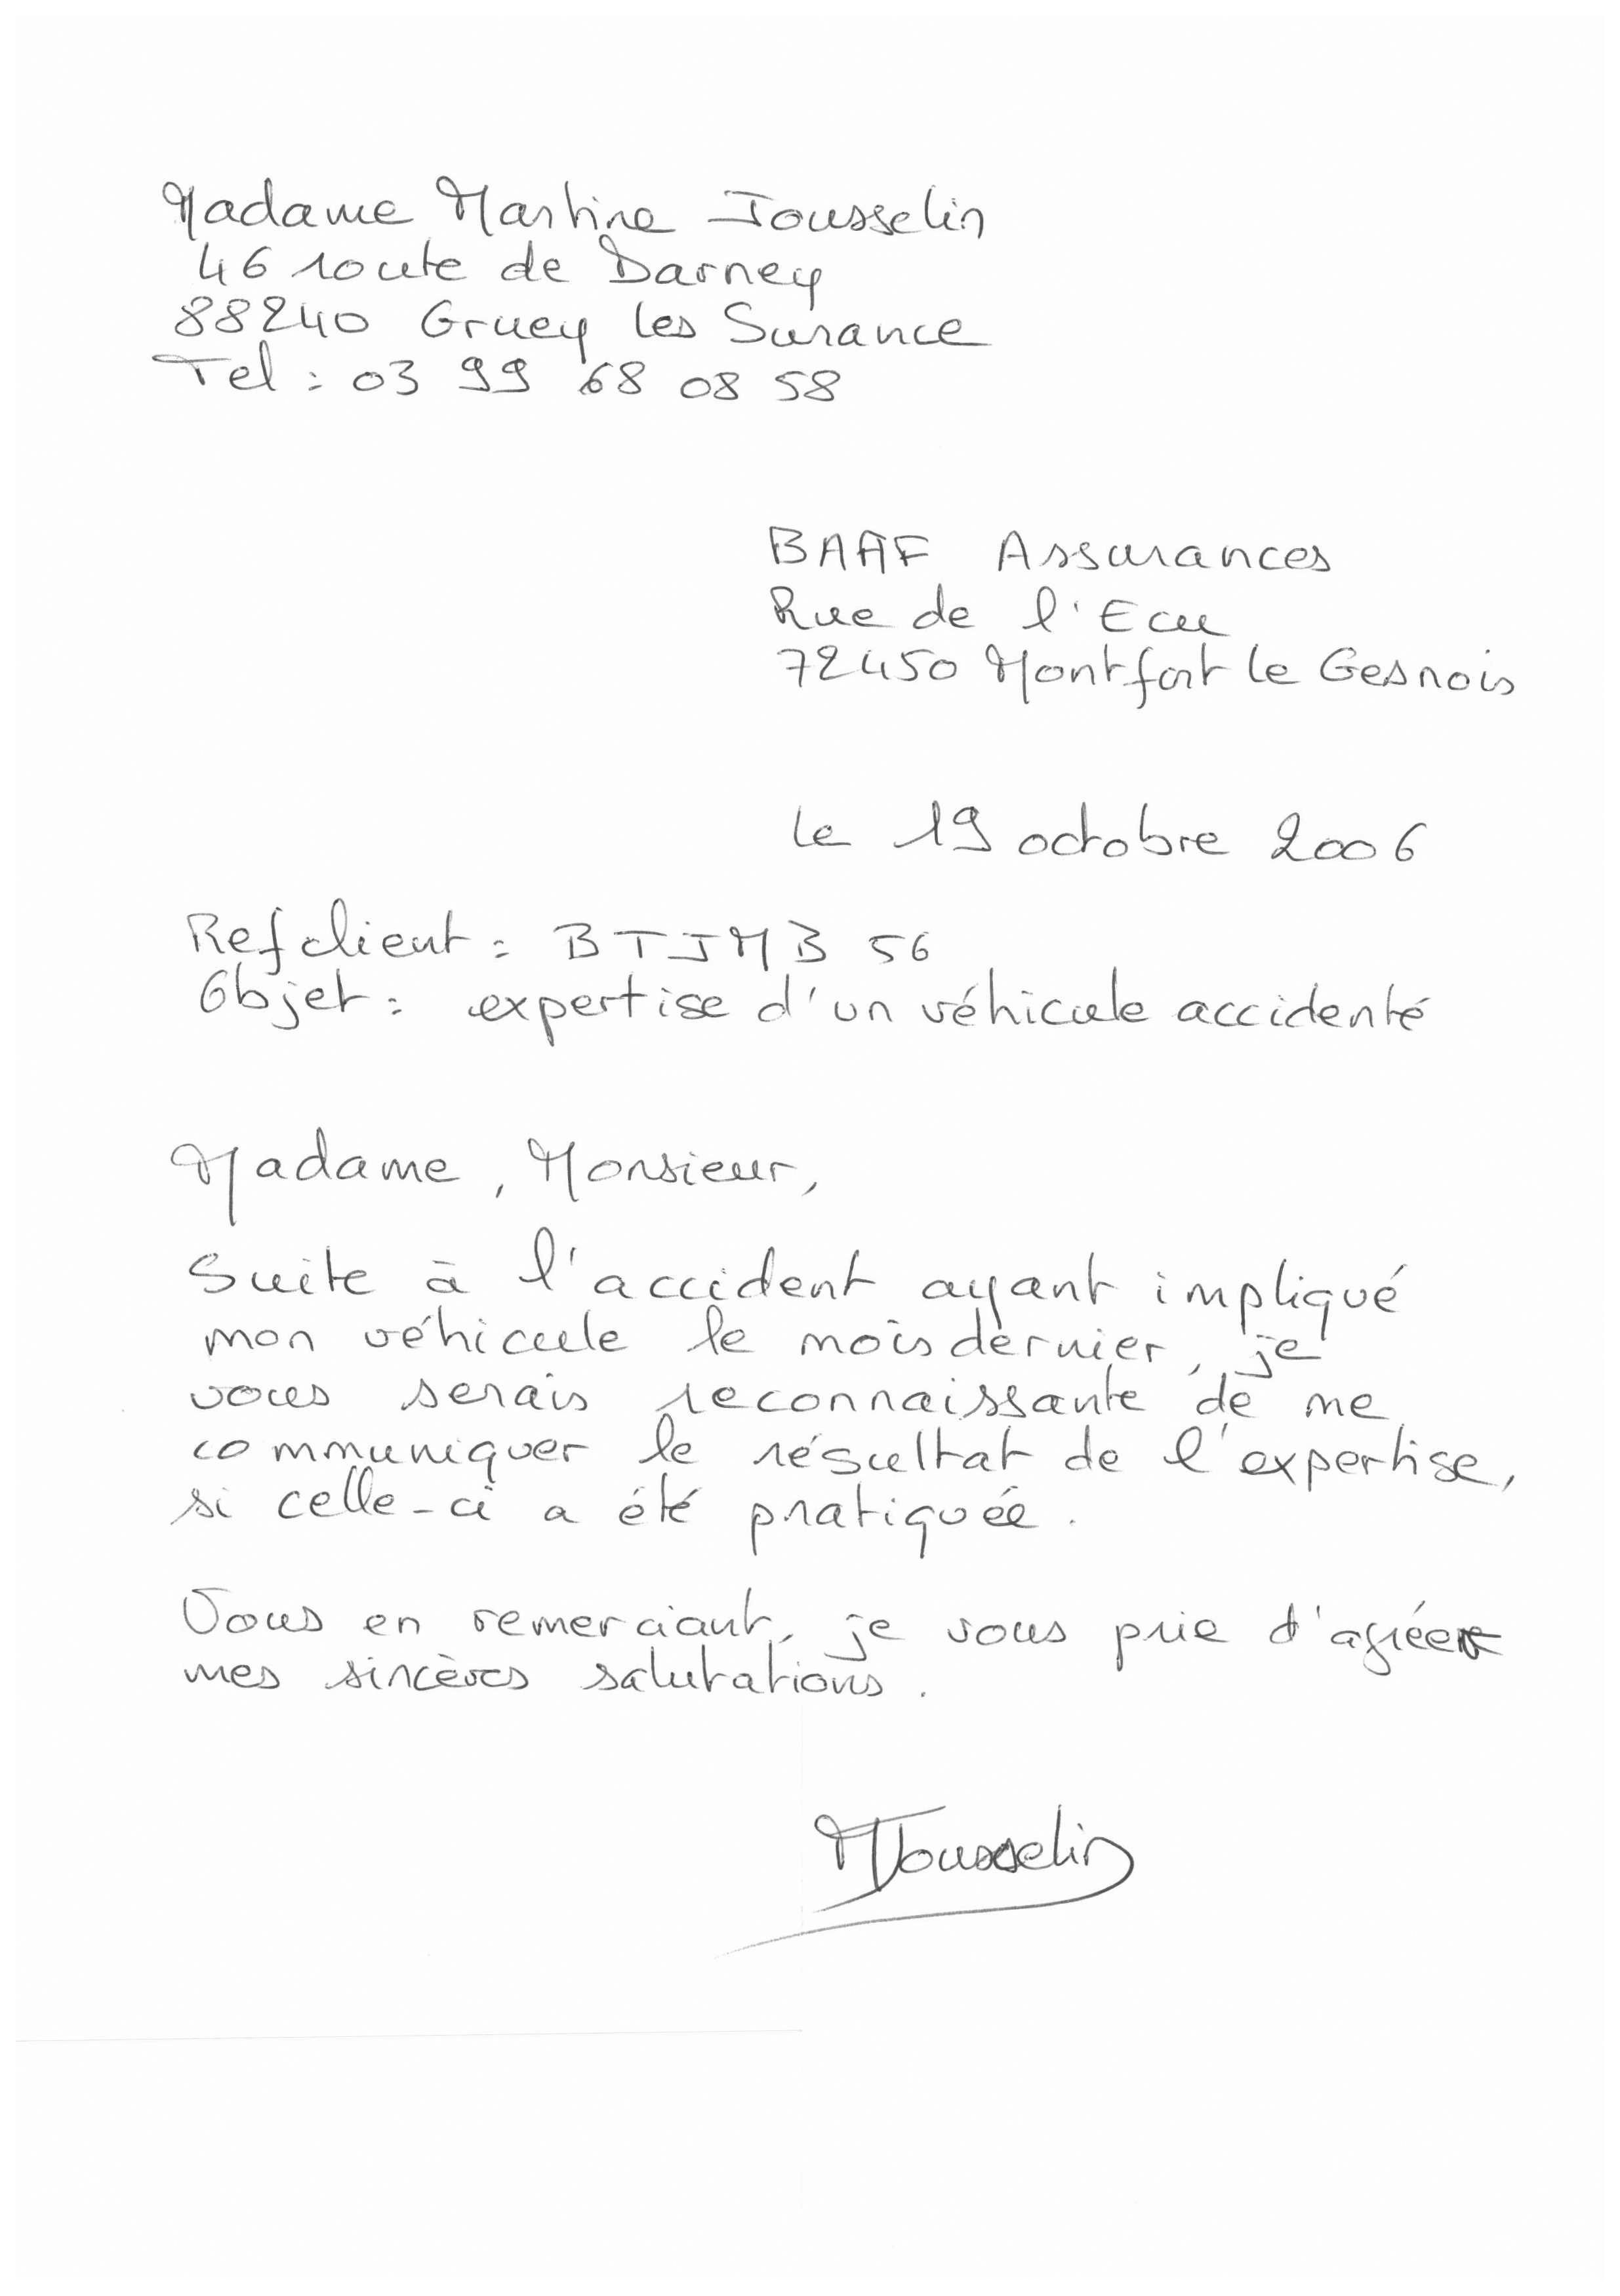 Madame Martine Jousselin
46 route de Darney
88240 Gruey les Surance
Tel : 03 99 68 08 58
BAAF Assurances
Rue de l'Ecu
72450 Montfort le Gesnois
le 19 octobre 2006
Ref client : BTJMB 56
Objet : expertise d'un véhicule accidenté
Madame, Monsieur,
Suite à l'accident ayant impliqué
mon véhicule le mois dernier, je
vous serais reconnaissante de me
communiquer le résultat de l'expertise,
si celle-ci a été pratiquée.
Vous en remerciant, je vous prie d'agréer
mes sincères salutations.
MJousselin